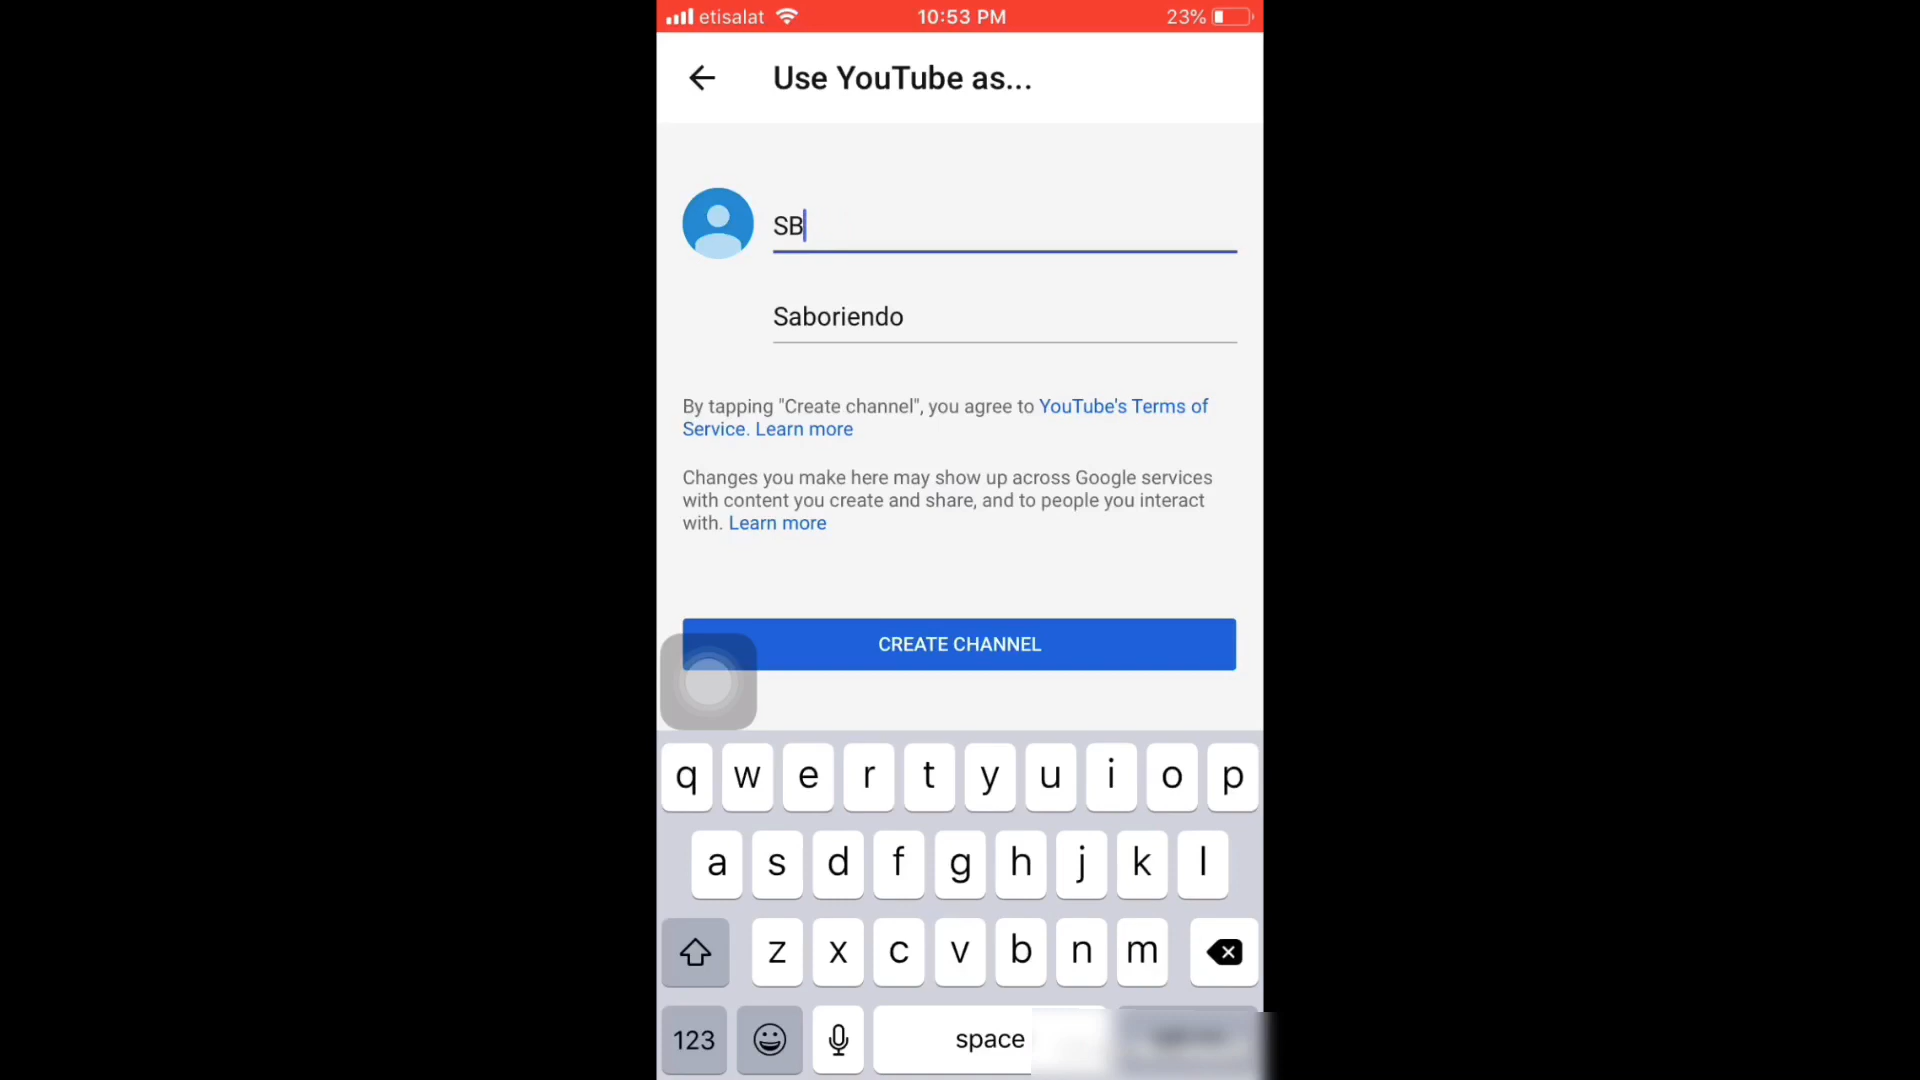 etisalat 10:53 PM 23%
Use YouTube as...
SB
Saboriendo
By tapping "Create channel", you agree to YouTube's Terms of
Service. Learn more
Changes you make here may show up across Google services
with content you create and share, and to people you interact
with. Learn more
CREATE CHANNEL
q w e r t y u i o p
a s d f g h j k l
z x c v b n m
123 space